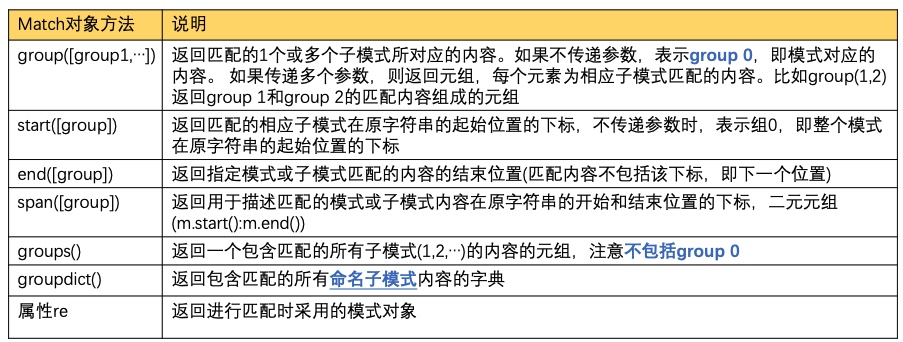 Match对象方法 说明
group([group1,…]) 返回匹配的1个或多个子模式所对应的内容。如果不传递参数，表示group 0，即模式对应的
内容。 如果传递多个参数，则返回元组，每个元素为相应子模式匹配的内容。比如group(1,2)
返回group 1和group 2的匹配内容组成的元组
start([group]) 返回匹配的相应子模式在原字符串的起始位置的下标，不传递参数时，表示组0，即整个模式
在原字符串的起始位置的下标
end([group]) 返回指定模式或子模式匹配的内容的结束位置(匹配内容不包括该下标，即下一个位置)
span([group]) 返回用于描述匹配的模式或子模式内容在原字符串的开始和结束位置的下标，二元元组
(m.start():m.end())
groups() 返回一个包含匹配的所有子模式(1,2,…)的内容的元组，注意不包括group 0
groupdict() 返回包含匹配的所有命名子模式内容的字典
属性re 返回进行匹配时采用的模式对象